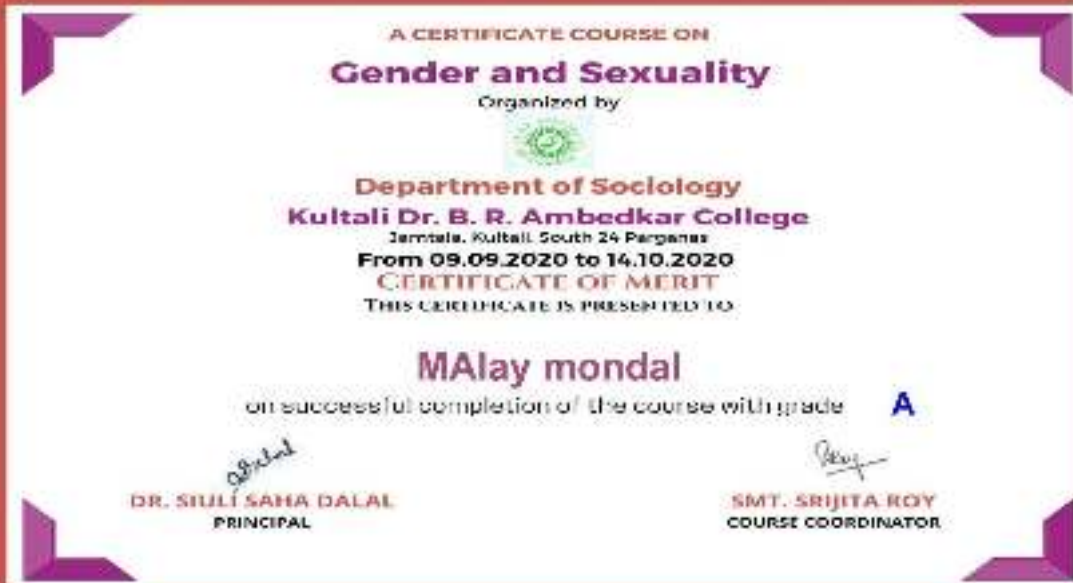 A CERTIFICATE COURSE ON
Gender and Sexuality
Organized by
Department of Sociology
Kultali Dr. B. R. Ambedkar College
Jamtala, Kultali, South 24 Parganas
From 09.09.2020 to 14.10.2020
CERTIFICATE OF MERIT
THIS CERTIFICATE IS PRESENTED TO
MAlay mondal
on successful completion of the course with grade A
DR. SIULI SAHA DALAL
PRINCIPAL
SMT. SRIJITA ROY
COURSE COORDINATOR